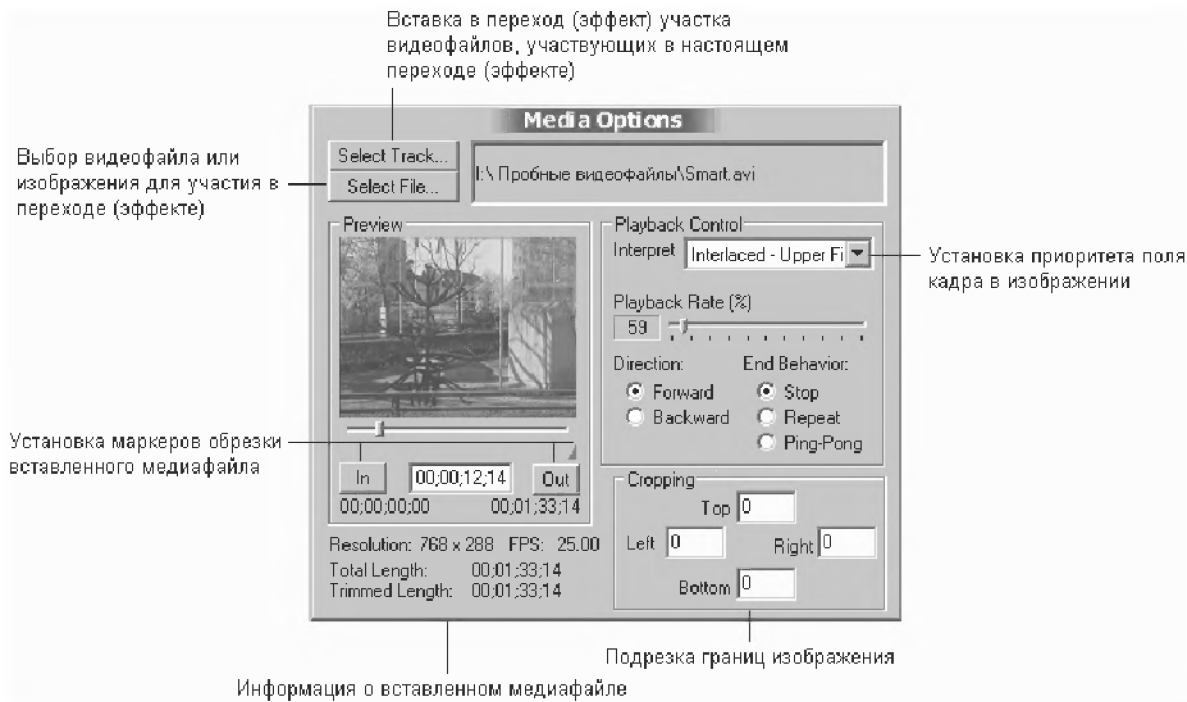 Вставка в переход (эффект) участка
видеофайлов, участвующих в настоящем
переходе (эффекте)
Media Options
Выбор видеофайла или
изображения для участия в
переходе (эффекте)
Select Track...
Select File...
I:\ Пробные видеофайлы\Smart.avi
Preview
Playback Control
Interpret
Interlaced - Upper Fi
Установка приоритета поля
кадра в изображении
Playback Rate (%)
59
Direction:
End Behavior:
Forward
Stop
Backward
Repeat
Ping-Pong
Установка маркеров обрезки
вставленного медиафайла
In
00;00;12;14
Out
00;00;00;00
00;01;33;14
Cropping
Top 0
Left 0
Right 0
Bottom 0
Resolution: 768 x 288 FPS: 25.00
Total Length: 00;01;33;14
Trimmed Length: 00;01;33;14
Подрезка границ изображения
Информация о вставленном медиафайле